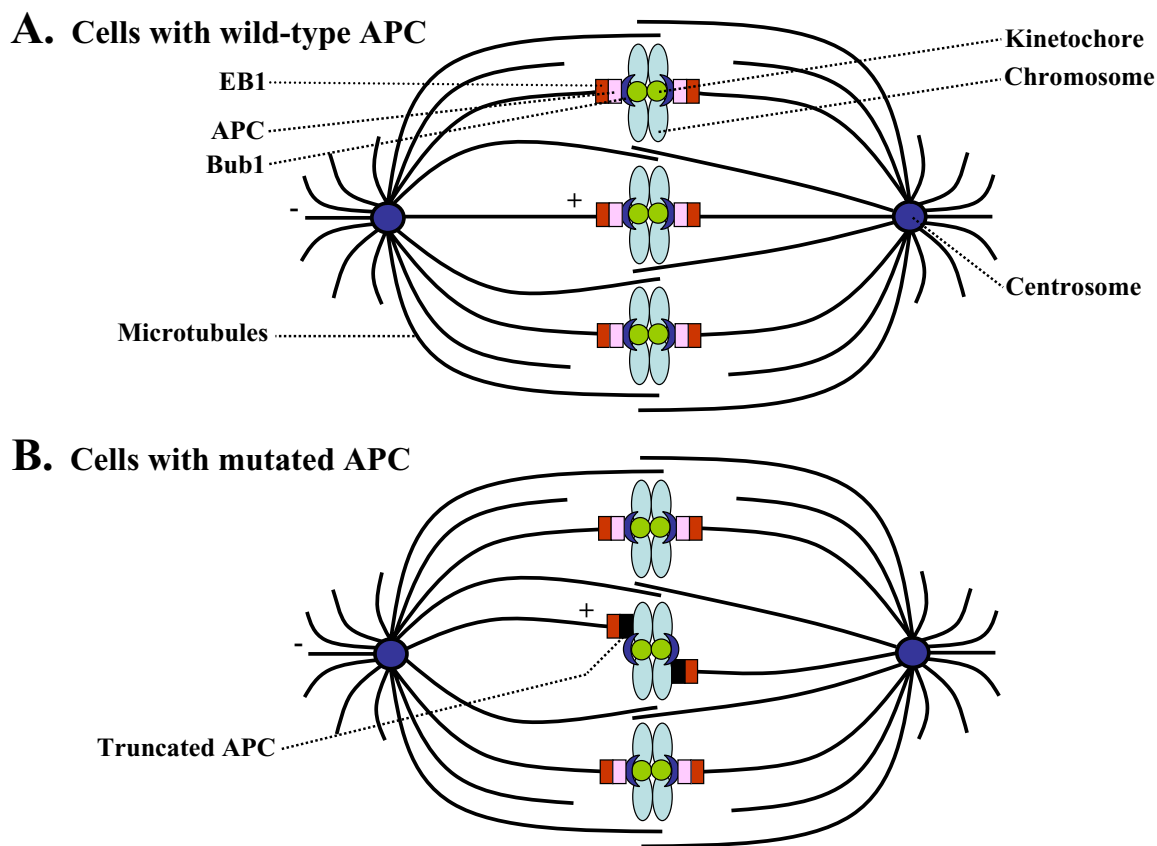 A. Cells with wild-type APC
Kinetochore
EB1
Chromosome
APC
Bub1
+
-
Centrosome
Microtubules
B. Cells with mutated APC
+
-
Truncated APC